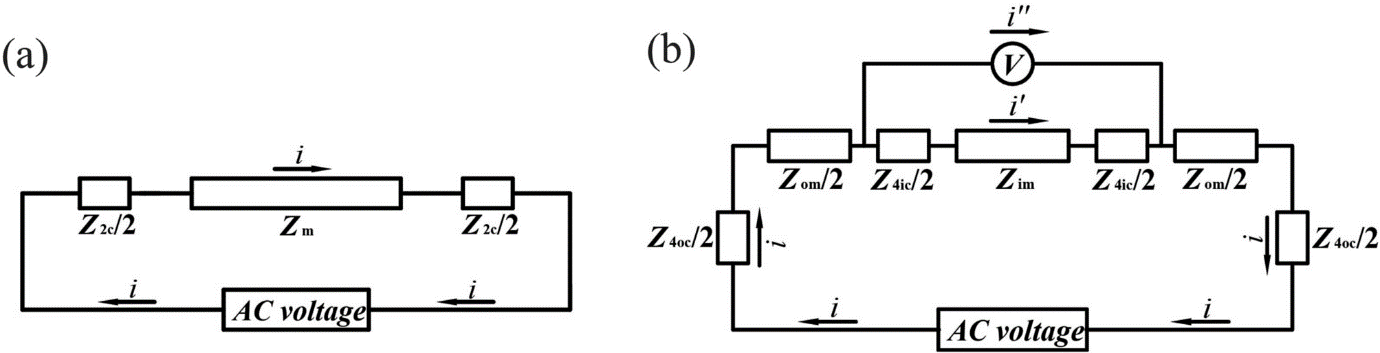 (a)
i
Z2c/2
Zm
Z2c/2
i
AC voltage
i
(b)
i''
V
i'
Zom/2
Z4ic/2
Zim
Z4ic/2
Zom/2
Z4oc/2
i
i
Z4oc/2
i
AC voltage
i